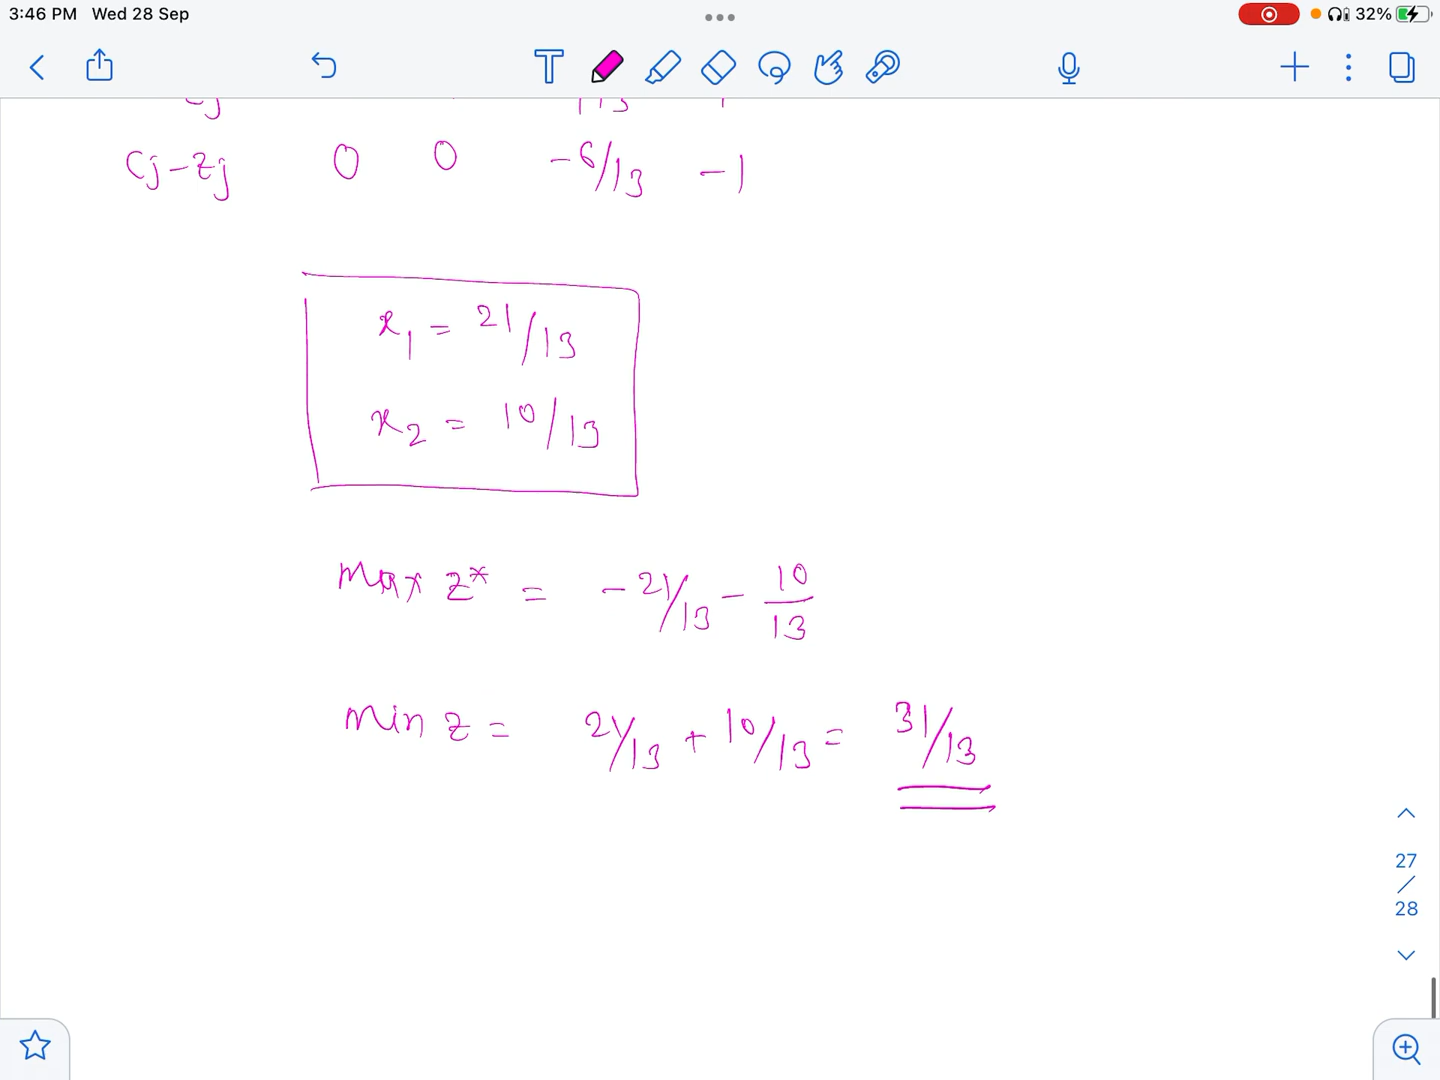 3:46 PM Wed 28 Sep 32%
T
Cj-Zj 0 0 -6/13 -1
x₁ = 21/13
x₂ = 10/13
Max z* = -21/13 - 10/13
Min z = 21/13 + 10/13 = 31/13
27
/
28